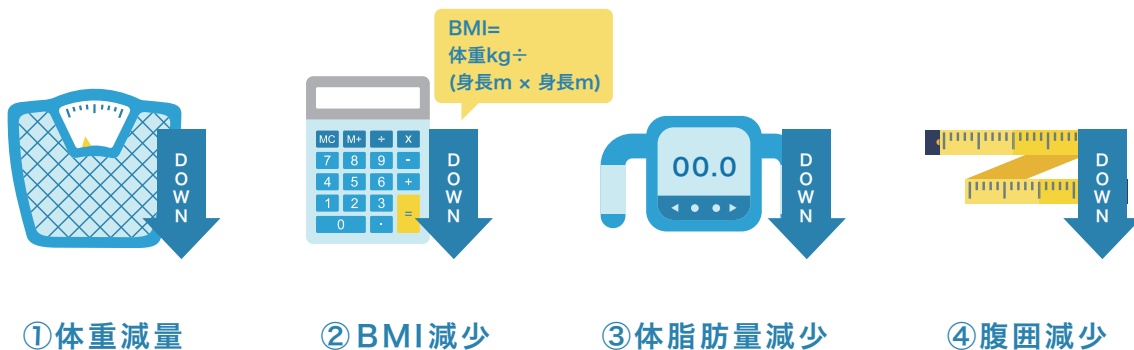 BMI=
体重kg÷
(身長m × 身長m)
DOWN
MC M+ ÷ X
7 8 9 -
4 5 6 +
1 2 3 =
0 ·
DOWN
00.0
DOWN
DOWN
①体重減量
②BMI減少
③体脂肪量減少
④腹囲減少